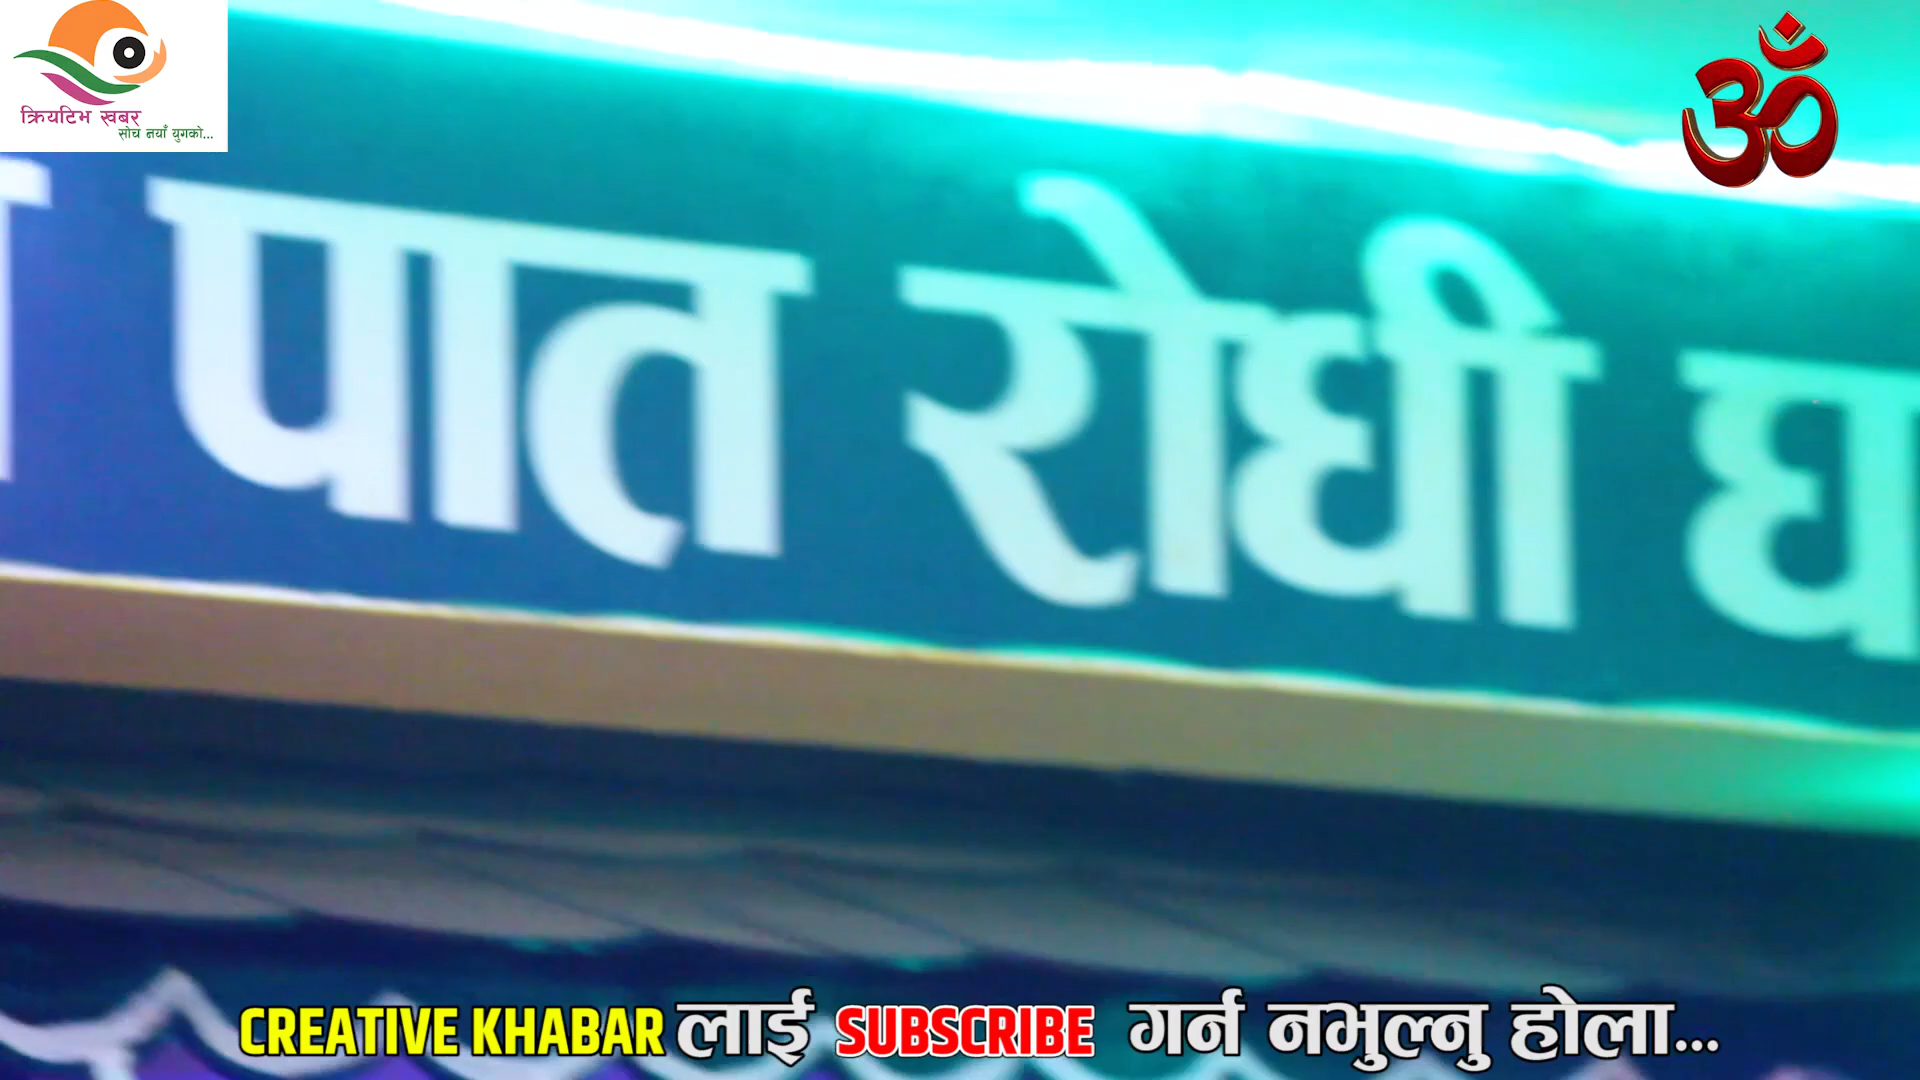 क्रियटिभ खबर
सोच नयाँ युगको...
ॐ
पात रोधी
CREATIVE KHABAR लाई SUBSCRIBE गर्न नभुल्नु होला...